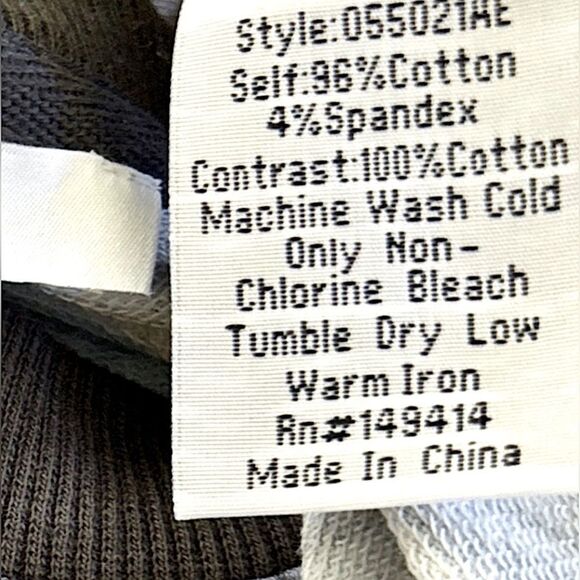 Style:055021AE
Self:96%Cotton
4%Spandex
Contrast:100%Cotton
Machine Wash Cold
Only Non-
Chlorine Bleach
Tumble Dry Low
Warm Iron
Rn#149414
Made In China